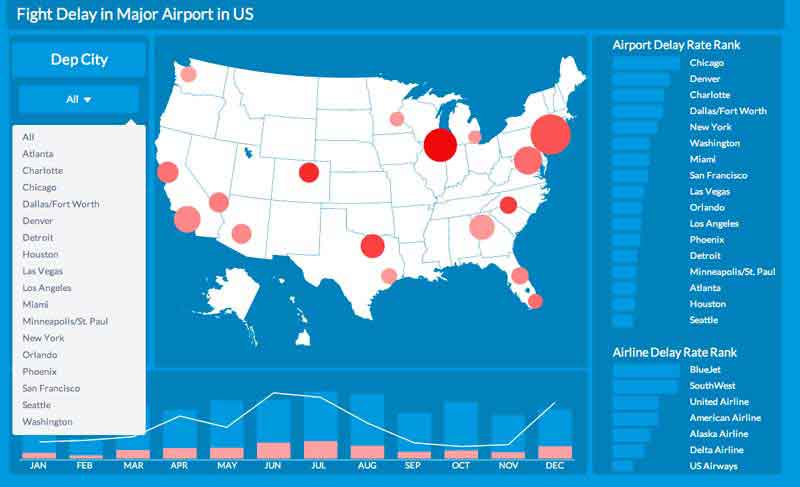 Fight Delay in Major Airport in US
Dep City
All
All
Atlanta
Charlotte
Chicago
Dallas/Fort Worth
Denver
Detroit
Houston
Las Vegas
Los Angeles
Miami
Minneapolis/St. Paul
New York
Orlando
Phoenix
San Francisco
Seattle
Washington
JAN FEB MAR APR MAY JUN JUL AUG SEP OCT NOV DEC
Airport Delay Rate Rank
Chicago
Denver
Charlotte
Dallas/Fort Worth
New York
Washington
Miami
San Francisco
Las Vegas
Orlando
Los Angeles
Phoenix
Detroit
Minneapolis/St. Paul
Atlanta
Houston
Seattle
Airline Delay Rate Rank
BlueJet
SouthWest
United Airline
American Airline
Alaska Airline
Delta Airline
US Airways